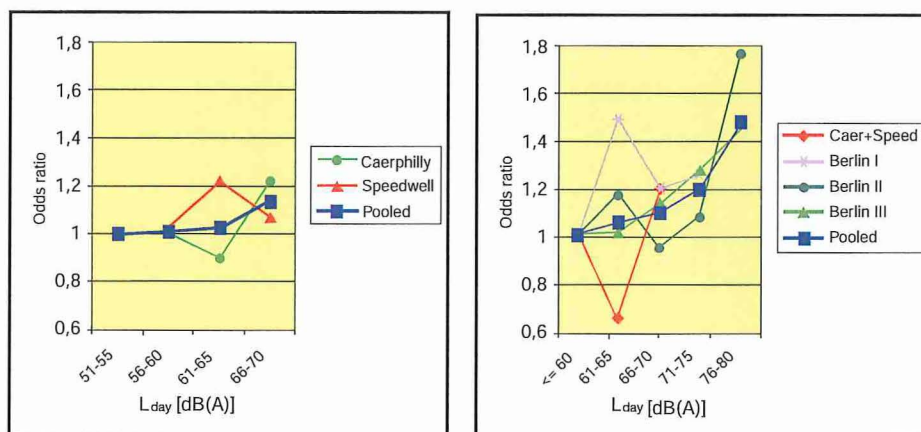 1,8
1,6
1,4
1,2
1
0,8
0,6
Odds ratio
51-55
56-60
61-65
66-70
Lday [dB(A)]
Caerphilly
Speedwell
Pooled
1,8
1,6
1,4
1,2
1
0,8
0,6
Odds ratio
<= 60
61-65
66-70
71-75
76-80
Lday [dB(A)]
Caer+Speed
Berlin I
Berlin II
Berlin III
Pooled